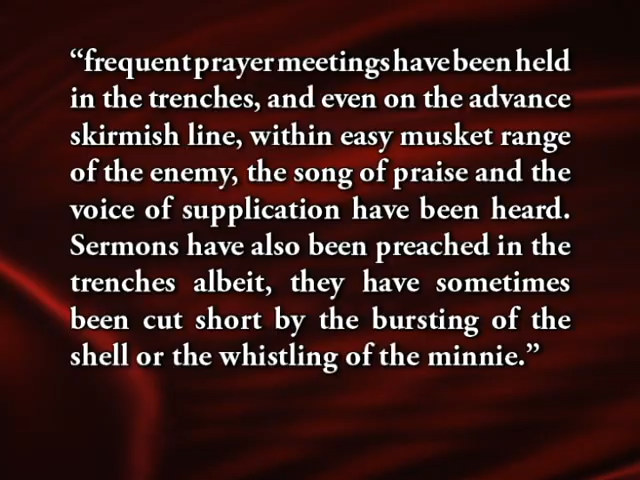 “frequent prayer meetings have been held
in the trenches, and even on the advance
skirmish line, within easy musket range
of the enemy, the song of praise and the
voice of supplication have been heard.
Sermons have also been preached in the
trenches albeit, they have sometimes
been cut short by the bursting of the
shell or the whistling of the minnie.”